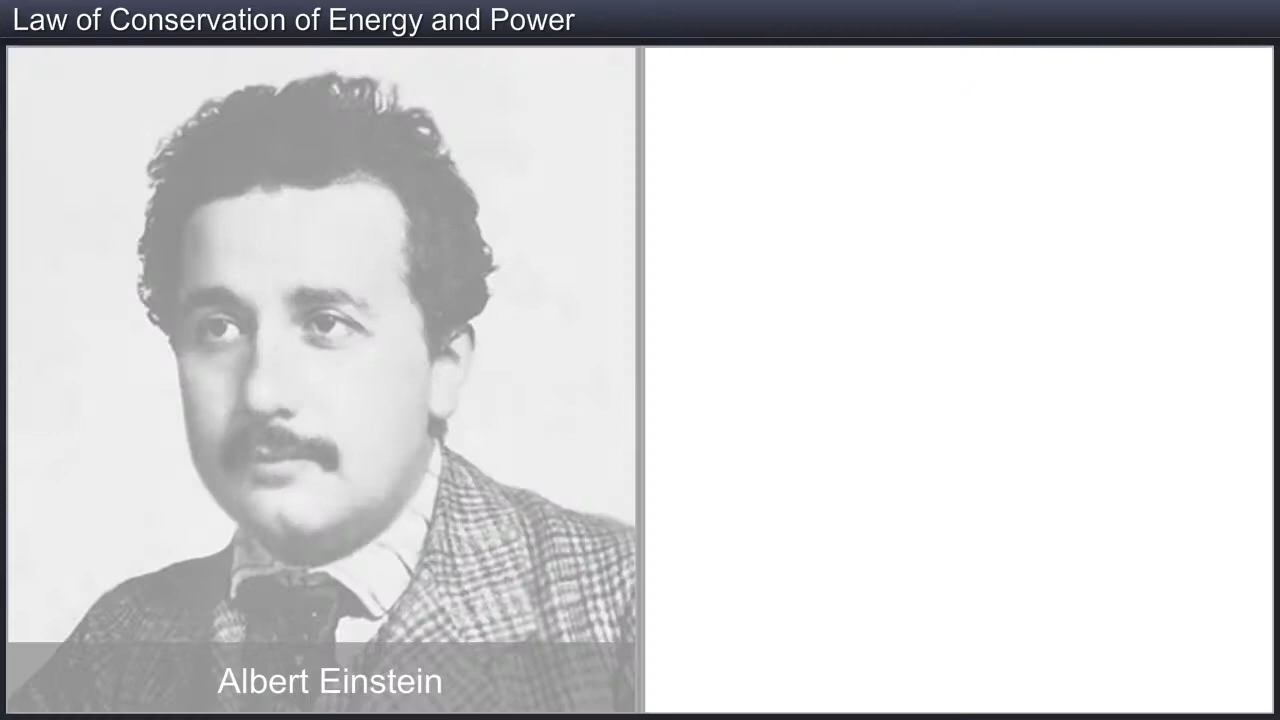 Law of Conservation of Energy and Power
Albert Einstein